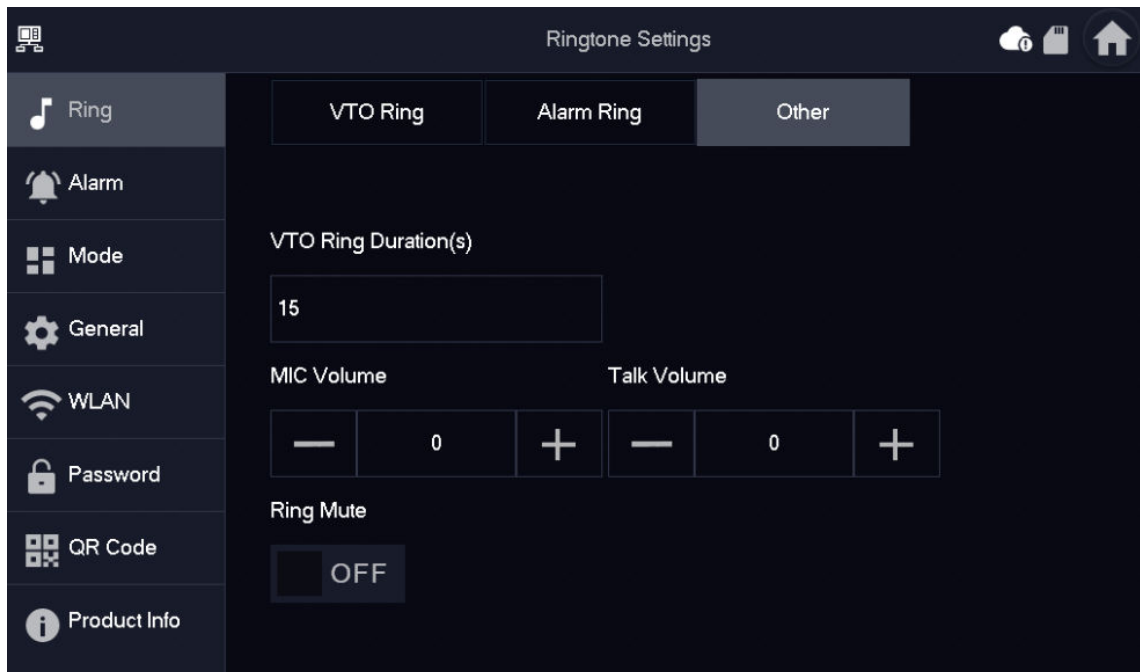 Ringtone Settings
Ring
VTO Ring
Alarm Ring
Other
Alarm
Mode
General
WLAN
Password
QR Code
Product Info
VTO Ring Duration(s)
15
MIC Volume
Talk Volume
0
0
Ring Mute
OFF